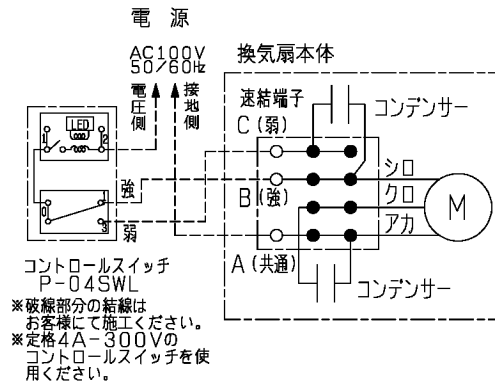 電源
AC100V
50/60Hz
電圧側
接地側
換気扇本体
速結端子
コンデンサー
C(弱)
LED
1
2
強
0
1
3
弱
B(強)
シロ
クロ
アカ
M
A(共通)
コンデンサー
コントロールスイッチ
P-04SWL
※破線部分の結線は
お客様にて施工ください。
※定格4A-300Vの
コントロールスイッチを使
用ください。